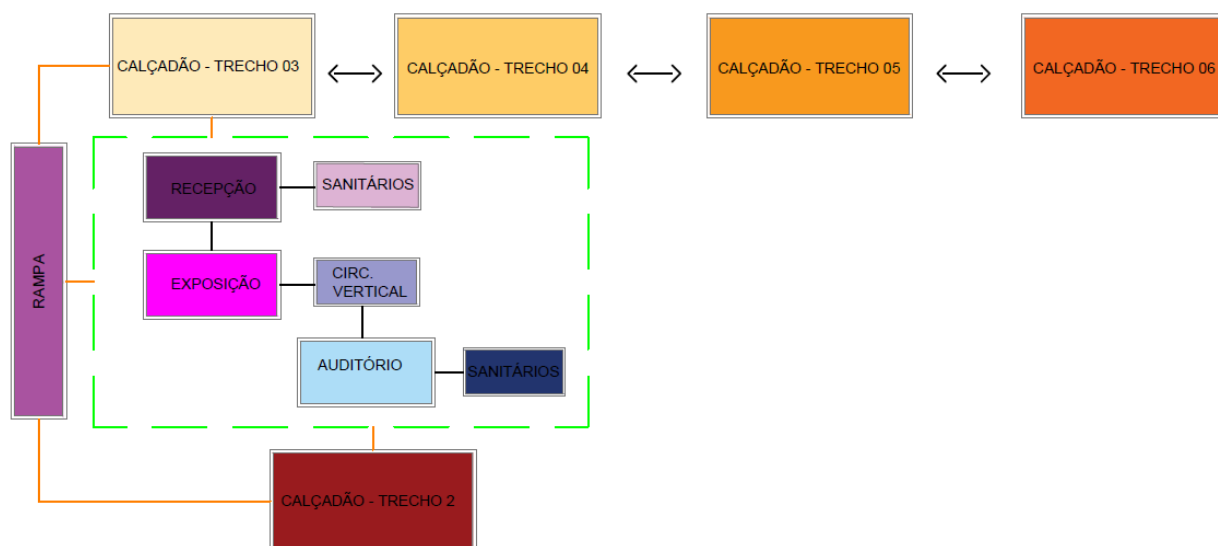 CALÇADÃO - TRECHO 03
CALÇADÃO - TRECHO 04
CALÇADÃO - TRECHO 05
CALÇADÃO - TRECHO 06
RAMPA
RECEPÇÃO
SANITÁRIOS
EXPOSIÇÃO
CIRC.
VERTICAL
AUDITÓRIO
SANITÁRIOS
CALÇADÃO - TRECHO 2